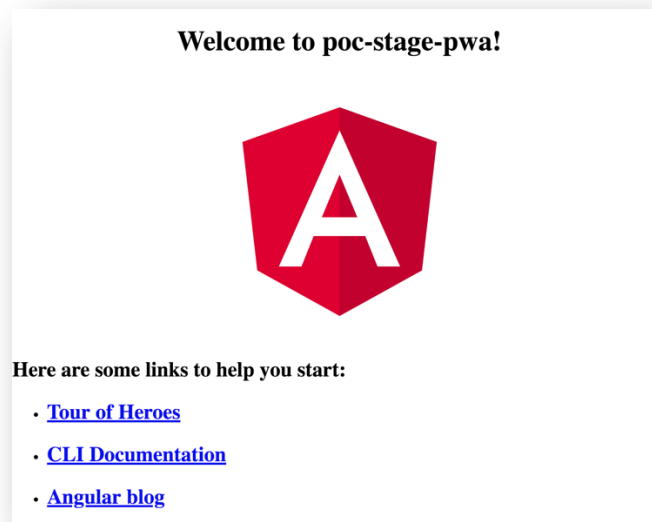 Welcome to poc-stage-pwa!
A
Here are some links to help you start:
Tour of Heroes
CLI Documentation
Angular blog